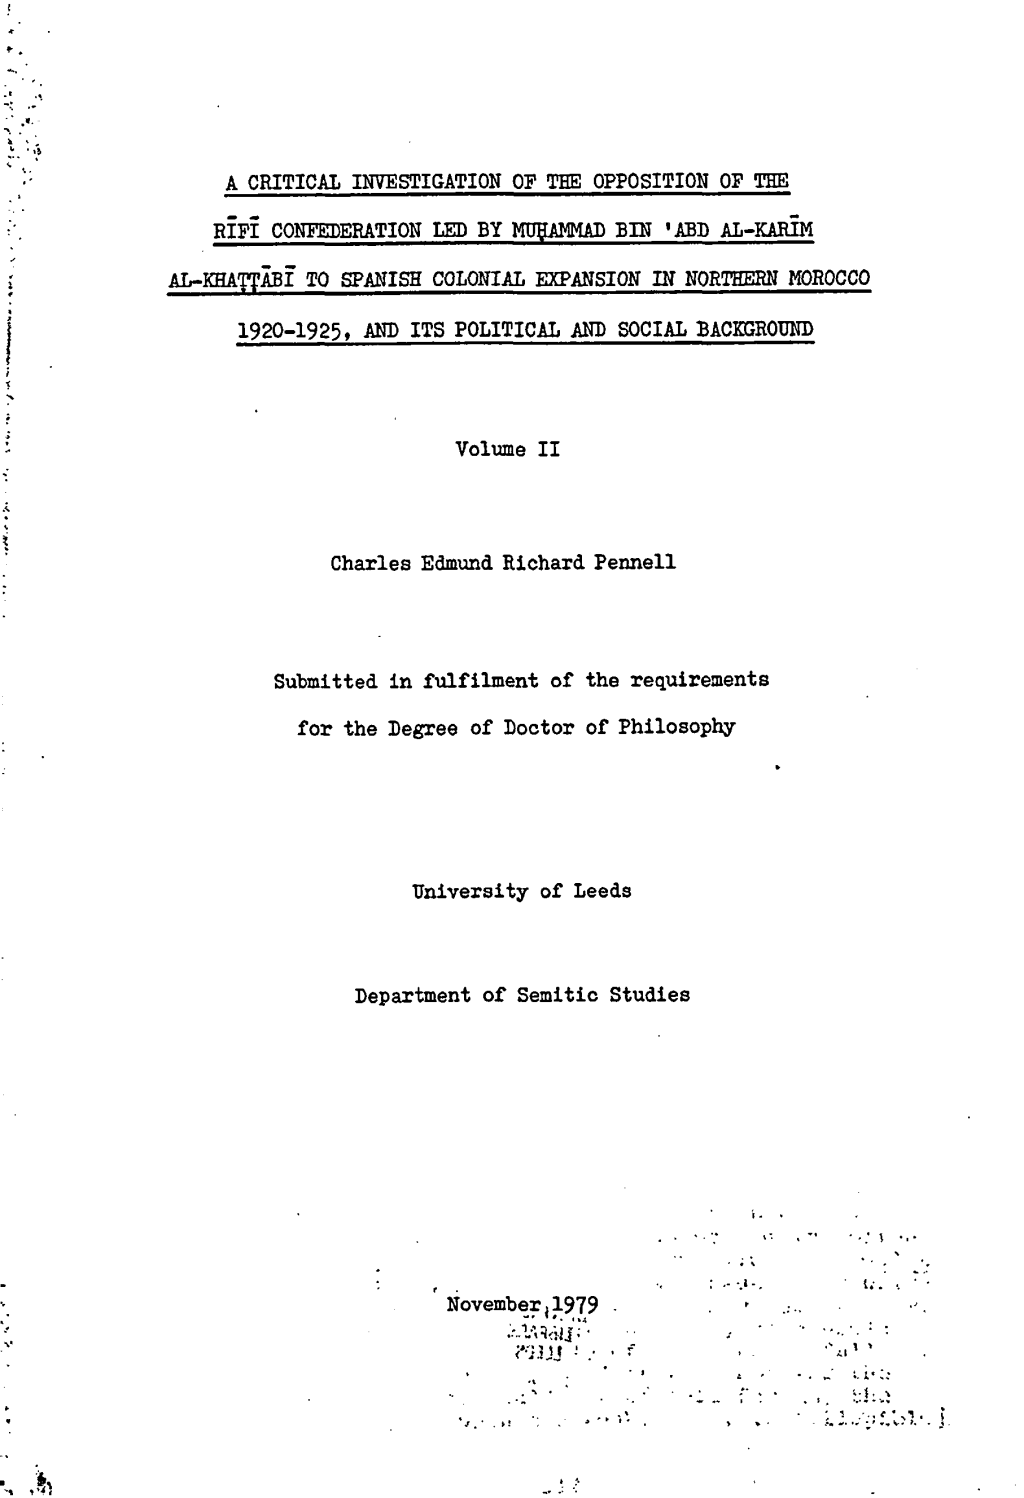 A CRITICAL INVESTIGATION OF THE OPPOSITION OF THE
RĪFĪ CONFEDERATION LED BY MUḤAMMAD BIN 'ABD AL-KARĪM
AL-KHAṬṬĀBĪ TO SPANISH COLONIAL EXPANSION IN NORTHERN MOROCCO
1920-1925, AND ITS POLITICAL AND SOCIAL BACKGROUND
Volume II
Charles Edmund Richard Pennell
Submitted in fulfilment of the requirements
for the Degree of Doctor of Philosophy
University of Leeds
Department of Semitic Studies
November, 1979